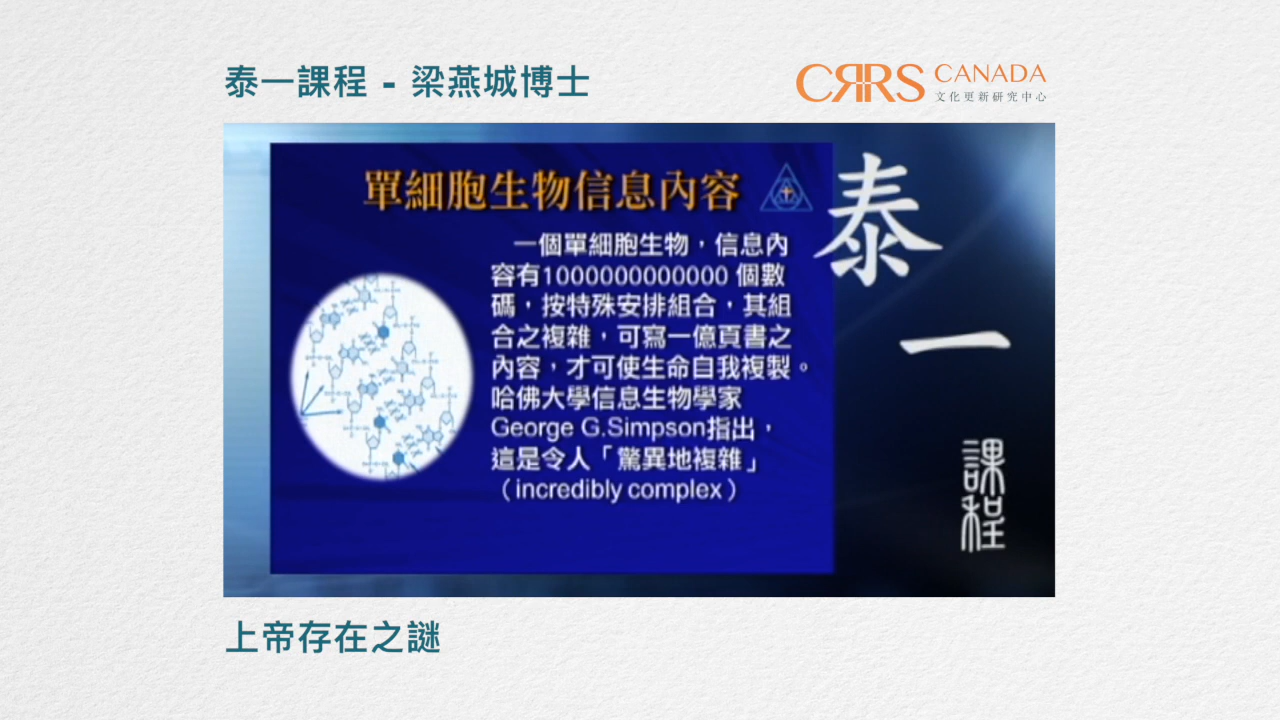 泰一課程 - 梁燕城博士
CRRS CANADA
文化更新研究中心
單細胞生物信息內容
一個單細胞生物，信息內
容有1000000000000 個數
碼，按特殊安排組合，其組
合之複雜，可寫一億頁書之
內容，才可使生命自我複製。
哈佛大學信息生物學家
George G.Simpson指出，
這是令人「驚異地複雜」
（incredibly complex）
泰
一
課程
上帝存在之謎